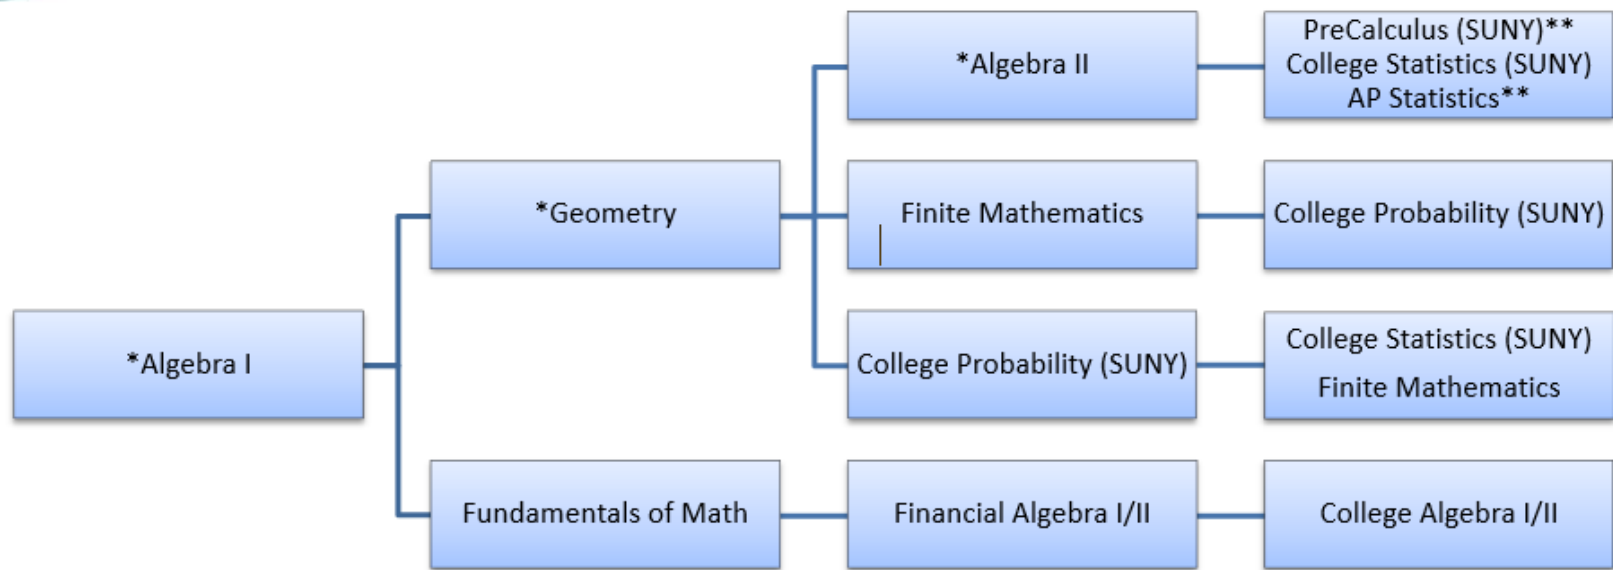 *Algebra I
*Geometry
Fundamentals of Math
*Algebra II
Finite Mathematics
College Probability (SUNY)
Financial Algebra I/II
PreCalculus (SUNY)**
College Statistics (SUNY)
AP Statistics**
College Probability (SUNY)
College Statistics (SUNY)
Finite Mathematics
College Algebra I/II